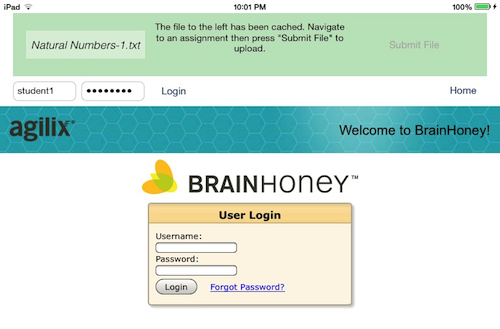 iPad 10:01 PM 100%
The file to the left has been cached. Navigate
to an assignment then press "Submit File" to
upload.
Natural Numbers-1.txt
Submit File
student1 •••••••• Login Home
agilix® Welcome to BrainHoney!
BRAINHONEY™
User Login
Username:
Password:
Login Forgot Password?